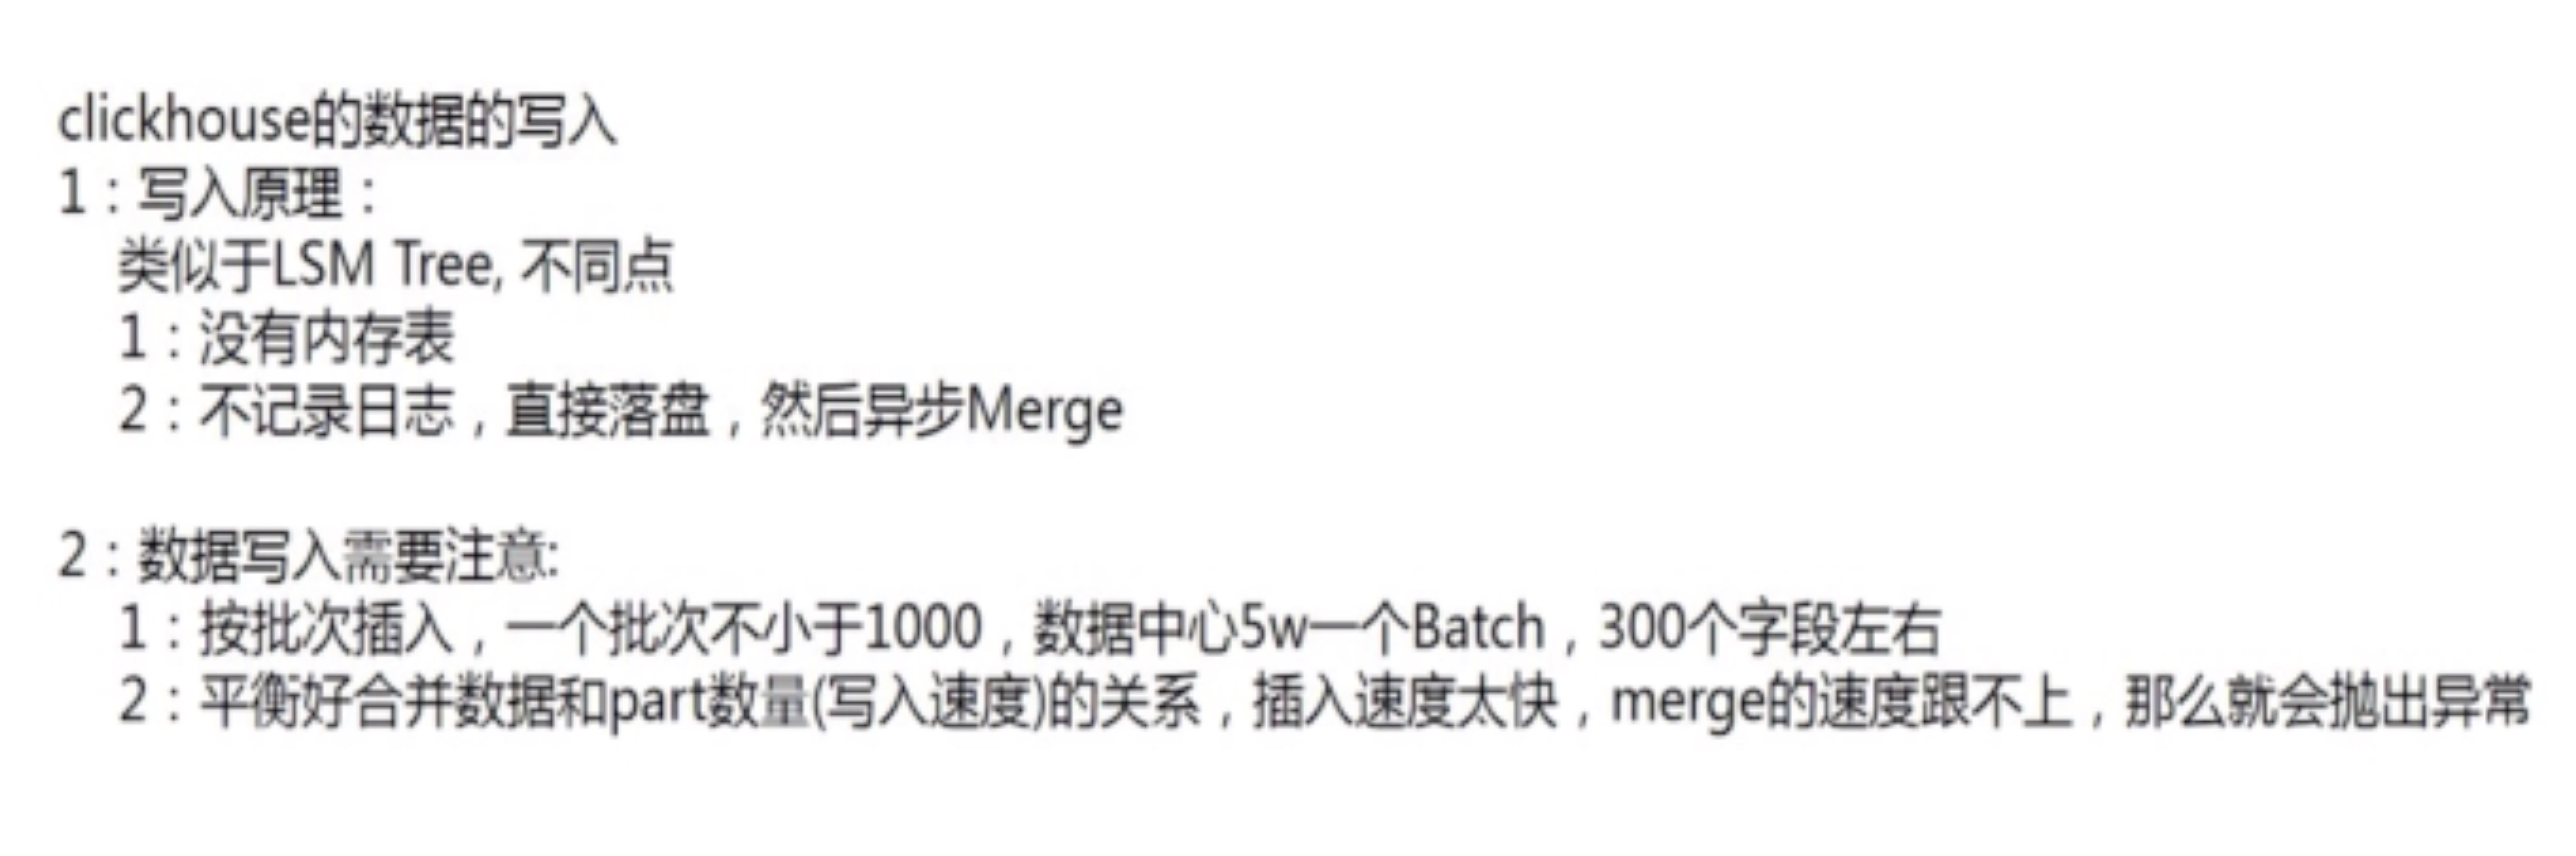 clickhouse的数据的写入
1：写入原理：
类似于LSM Tree, 不同点
1：没有内存表
2：不记录日志，直接落盘，然后异步Merge
2：数据写入需要注意:
1：按批次插入，一个批次不小于1000，数据中心5w一个Batch，300个字段左右
2：平衡好合并数据和part数量(写入速度)的关系，插入速度太快，merge的速度跟不上，那么就会抛出异常